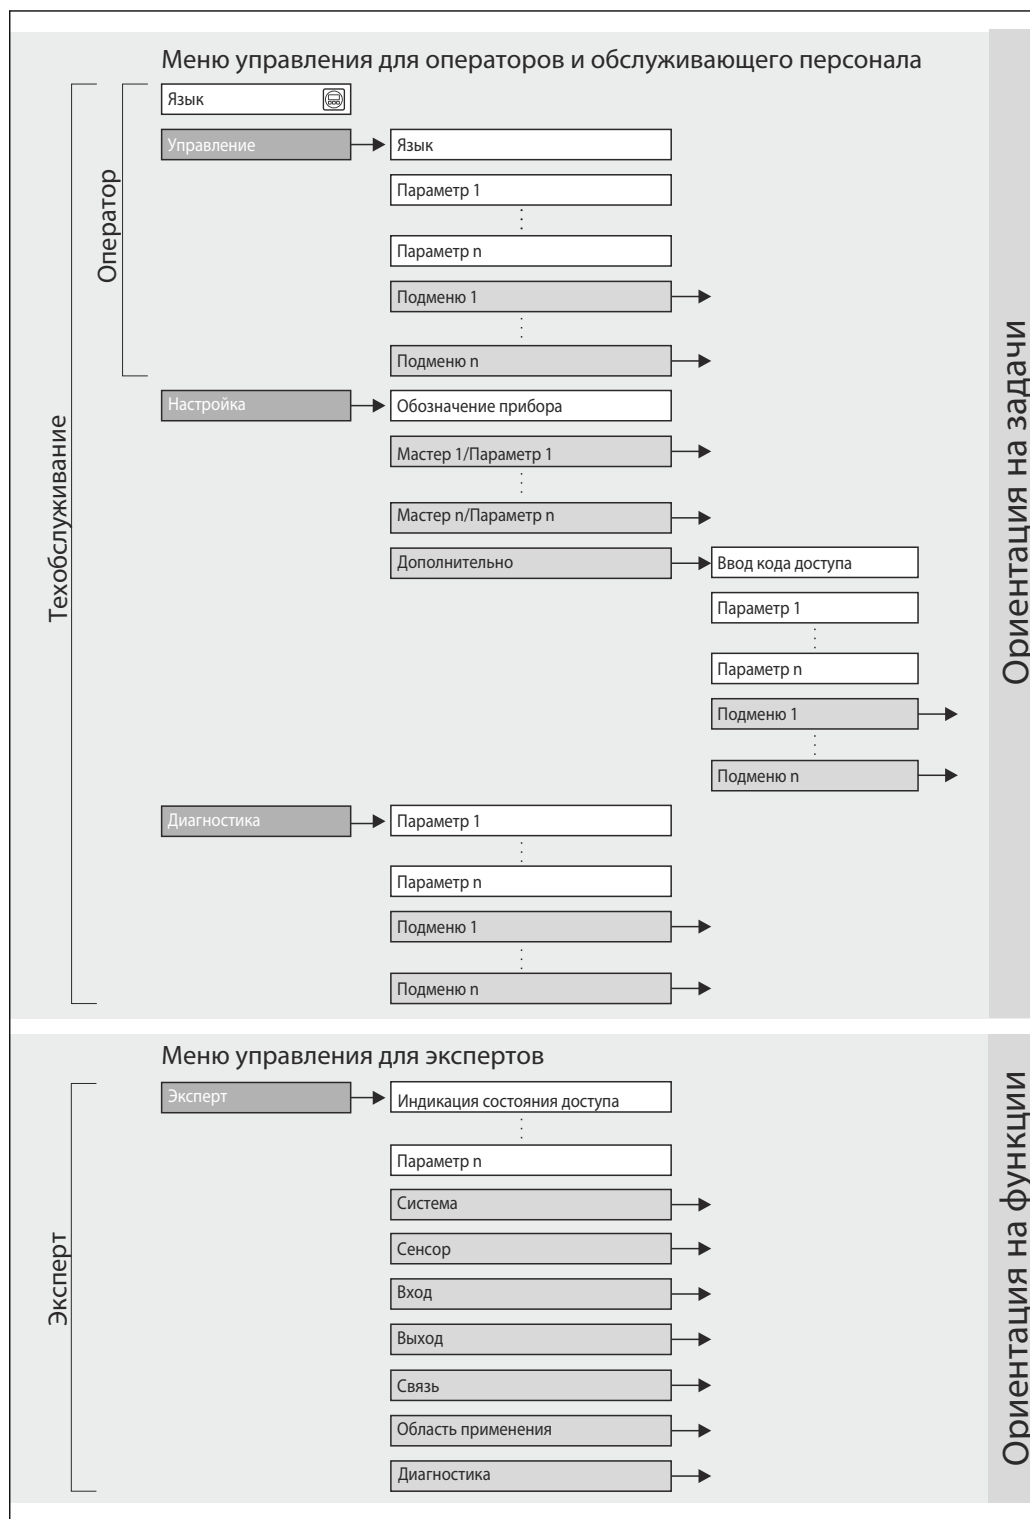 Меню управления для операторов и обслуживающего персонала
Техобслуживание
Оператор
Язык
Управление
Язык
Параметр 1
Параметр n
Подменю 1
Подменю n
Настройка
Обозначение прибора
Мастер 1/Параметр 1
Мастер n/Параметр n
Дополнительно
Ввод кода доступа
Параметр 1
Параметр n
Подменю 1
Подменю n
Диагностика
Параметр 1
Параметр n
Подменю 1
Подменю n
Ориентация на задачи
Меню управления для экспертов
Эксперт
Эксперт
Индикация состояния доступа
Параметр n
Система
Сенсор
Вход
Выход
Связь
Область применения
Диагностика
Ориентация на функции